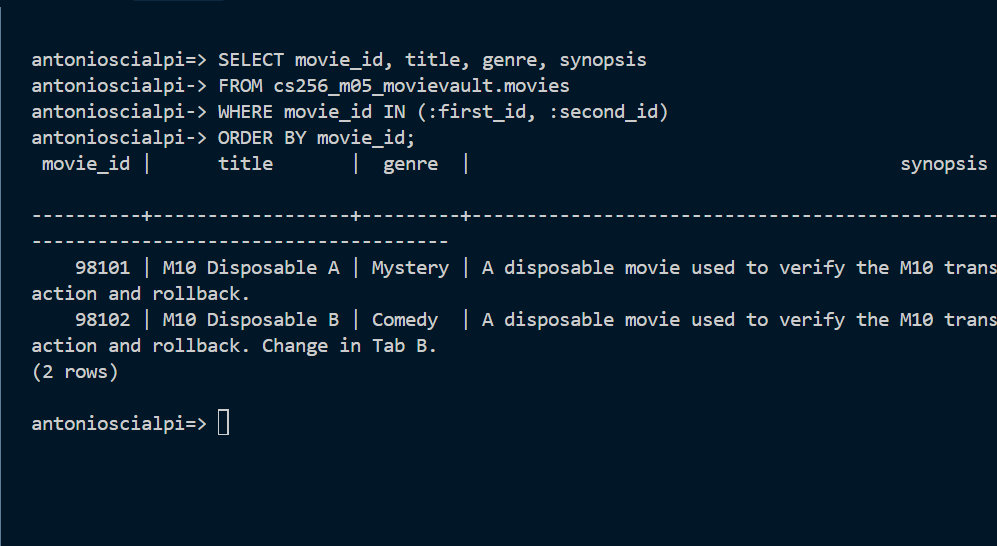 antonioscialpi=> SELECT movie_id, title, genre, synopsis
antonioscialpi-> FROM cs256_m05_movievault.movies
antonioscialpi-> WHERE movie_id IN (:first_id, :second_id)
antonioscialpi-> ORDER BY movie_id;
 movie_id |      title       |  genre  |                                       synopsis
----------+------------------+---------+------------------------------------------------
--------------------------------------
    98101 | M10 Disposable A | Mystery | A disposable movie used to verify the M10 trans
action and rollback.
    98102 | M10 Disposable B | Comedy  | A disposable movie used to verify the M10 trans
action and rollback. Change in Tab B.
(2 rows)
antonioscialpi=>